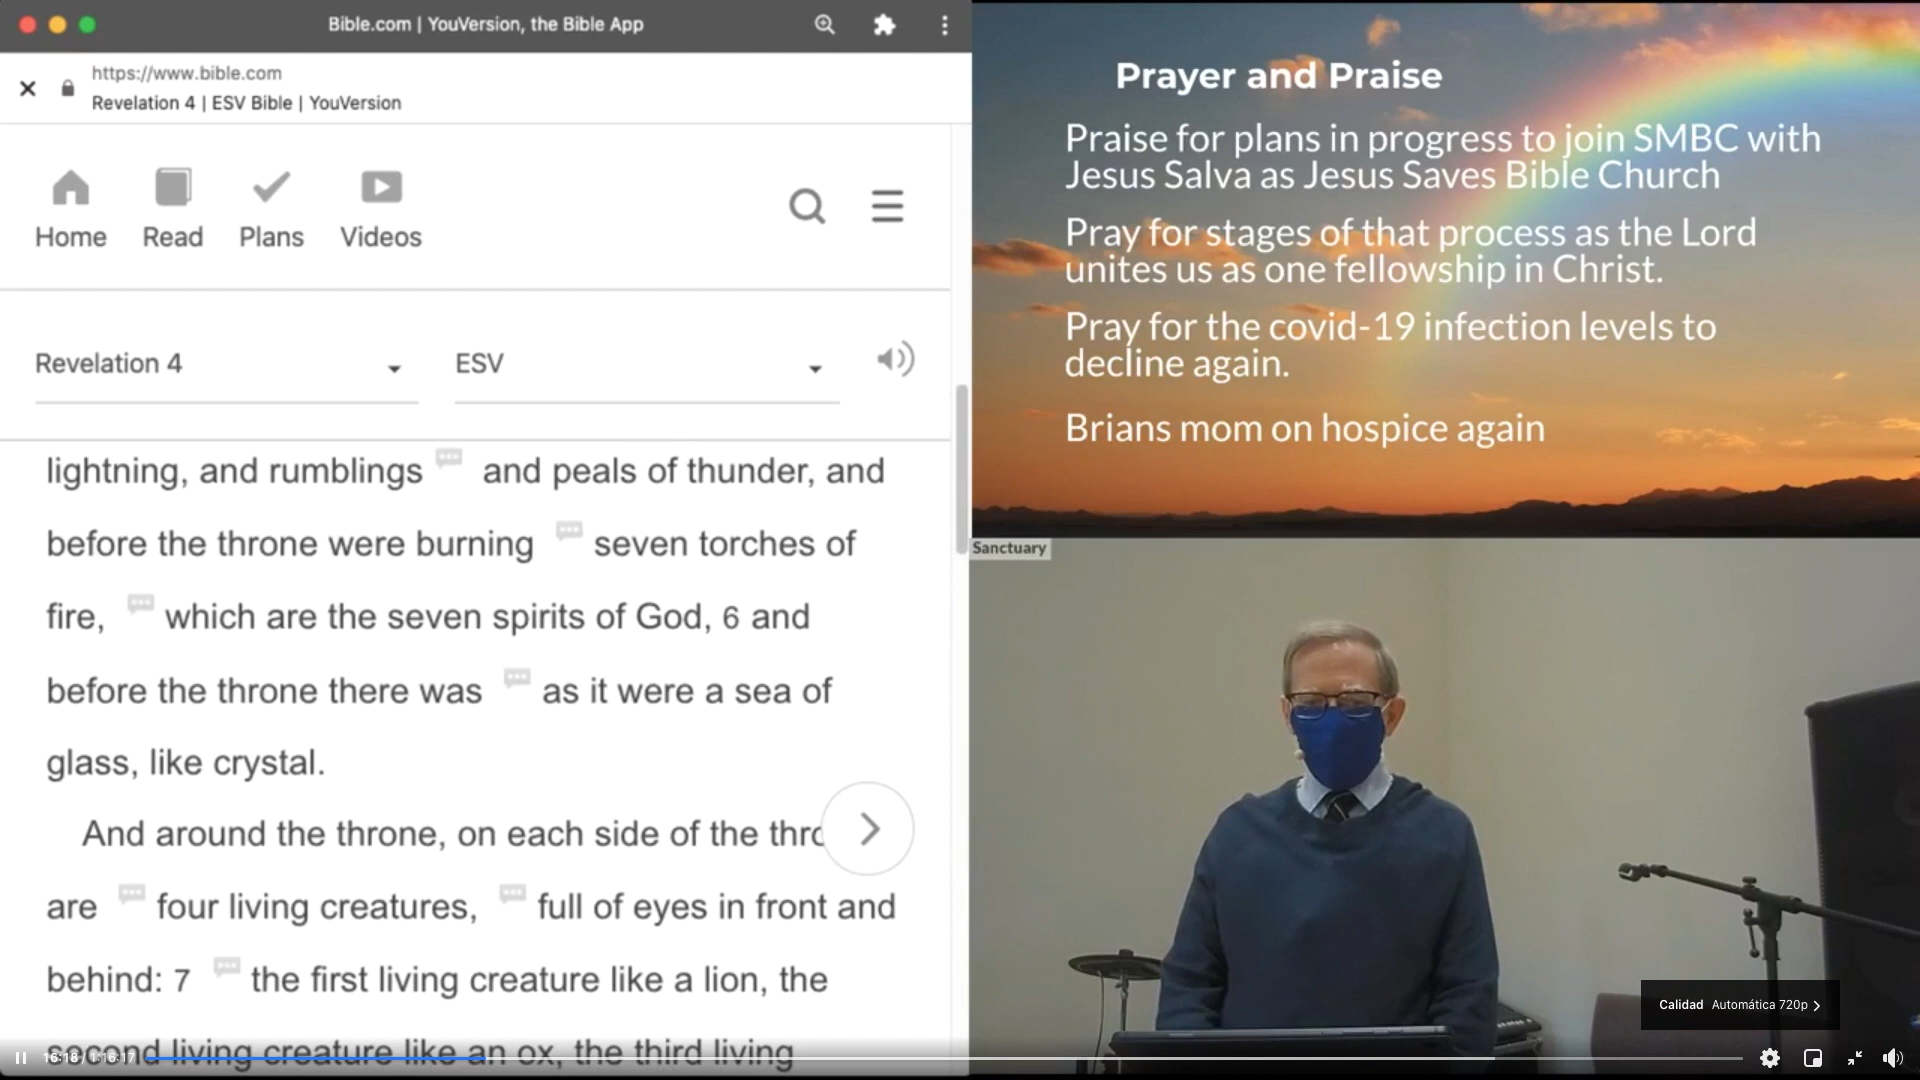 Bible.com | YouVersion, the Bible App
https://www.bible.com
Revelation 4 | ESV Bible | YouVersion
Home Read Plans Videos
Revelation 4 ESV
lightning, and rumblings and peals of thunder, and
before the throne were burning seven torches of
fire, which are the seven spirits of God, 6 and
before the throne there was as it were a sea of
glass, like crystal.
And around the throne, on each side of the thro
are four living creatures, full of eyes in front and
behind: 7 the first living creature like a lion, the
second living creature like an ox, the third living
16:18 / 1:16:17
Prayer and Praise
Praise for plans in progress to join SMBC with
Jesus Salva as Jesus Saves Bible Church
Pray for stages of that process as the Lord
unites us as one fellowship in Christ.
Pray for the covid-19 infection levels to
decline again.
Brians mom on hospice again
Sanctuary
Calidad Automática 720p